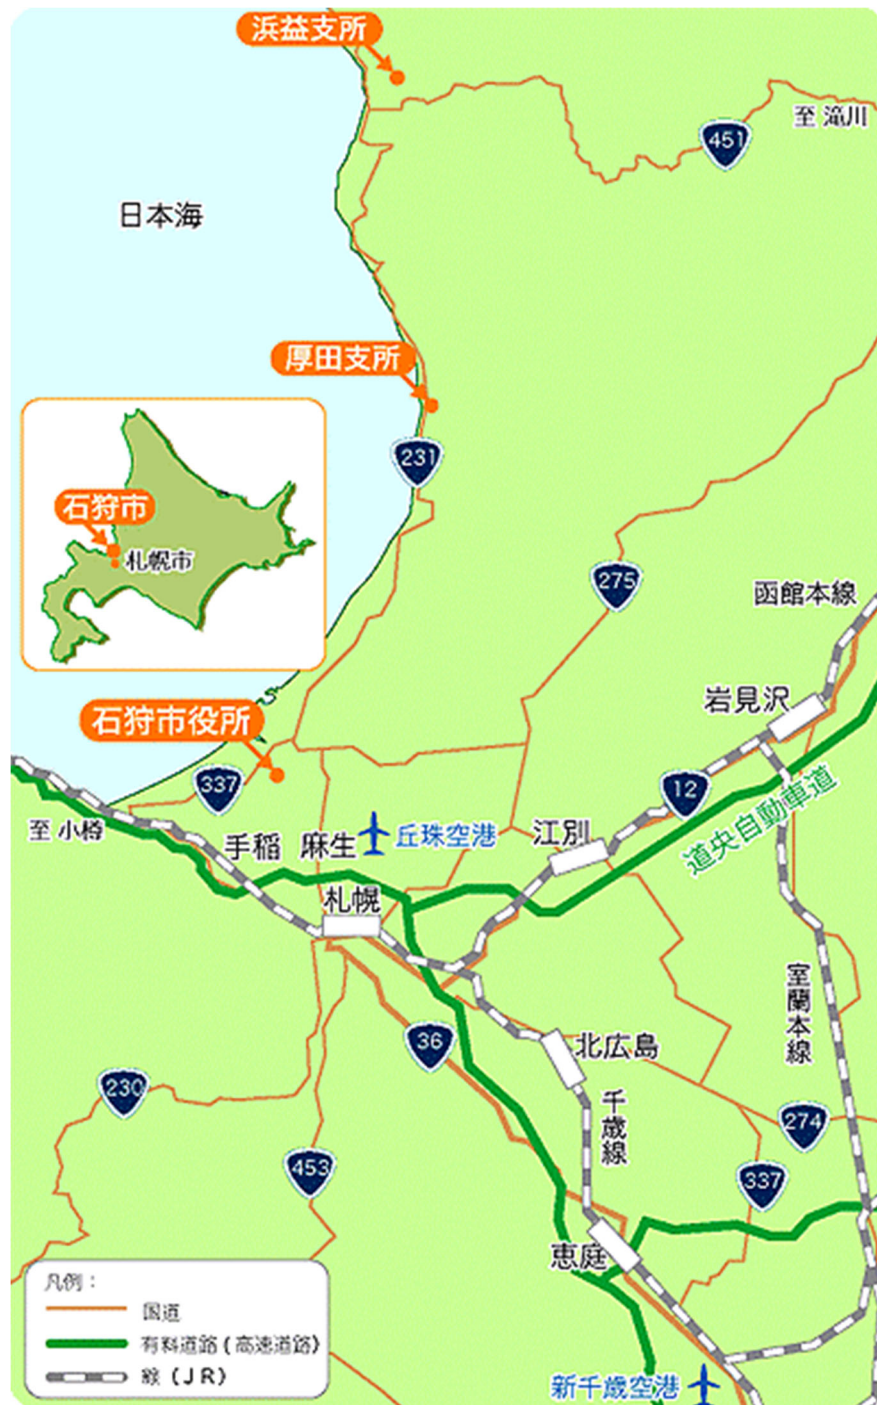 浜益支所
451
至 滝川
日本海
厚田支所
231
石狩市
札幌市
275
函館本線
岩見沢
石狩市役所
337
12
至 小樽
手稲
麻生
丘珠空港
江別
道央自動車道
札幌
室蘭本線
36
北広島
230
千歳線
274
453
337
恵庭
凡例：
国道
有料道路(高速道路)
線（ＪＲ）
新千歳空港